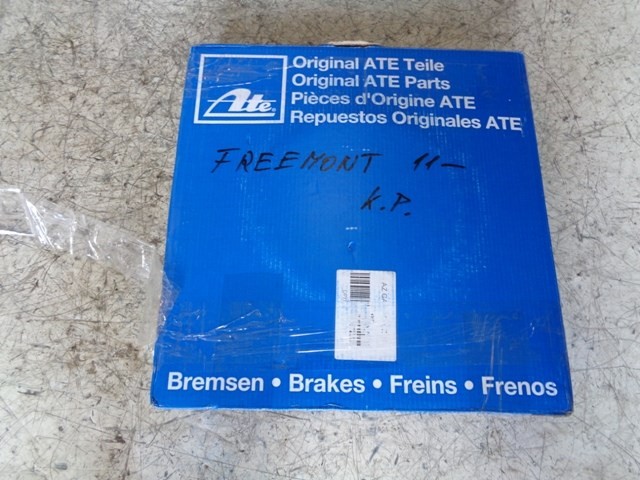 Ate
Original ATE Teile
Original ATE Parts
Pièces d'Origine ATE
Repuestos Originales ATE
FREEMONT 11-
K.P.
Bremsen • Brakes • Freins • Frenos